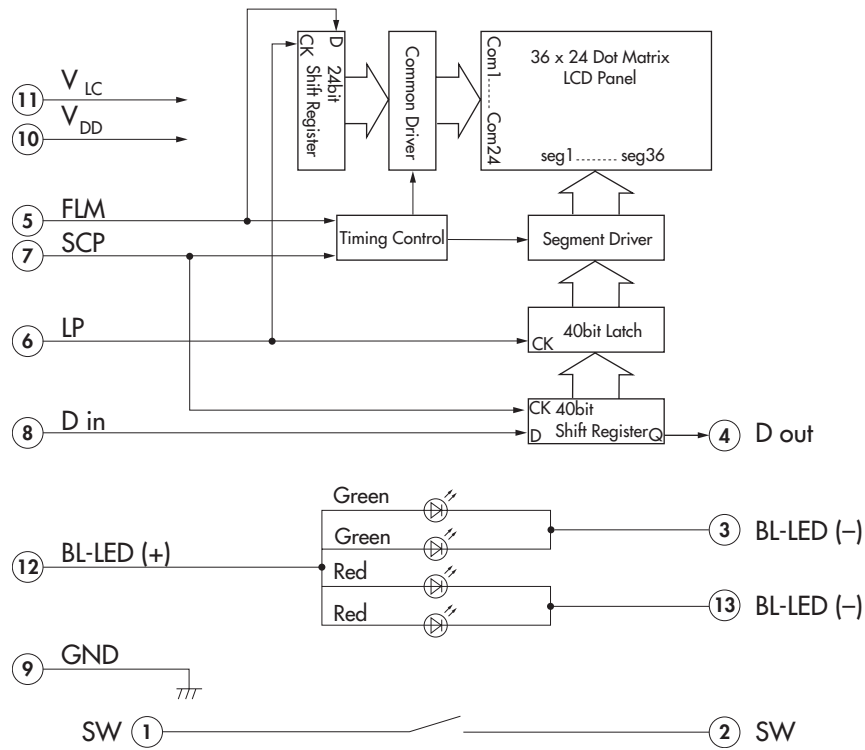 D
CK
24bit
Shift Register
Common Driver
Com1........Com24
36 x 24 Dot Matrix
LCD Panel
seg1......... seg36
11 VLC
10 VDD
5 FLM
Timing Control
Segment Driver
7 SCP
6 LP
40bit Latch
CK
8 D in
CK 40bit
D Shift Register Q
4 D out
Green
Green
3 BL-LED (–)
12 BL-LED (+)
Red
Red
13 BL-LED (–)
9 GND
SW 1
2 SW